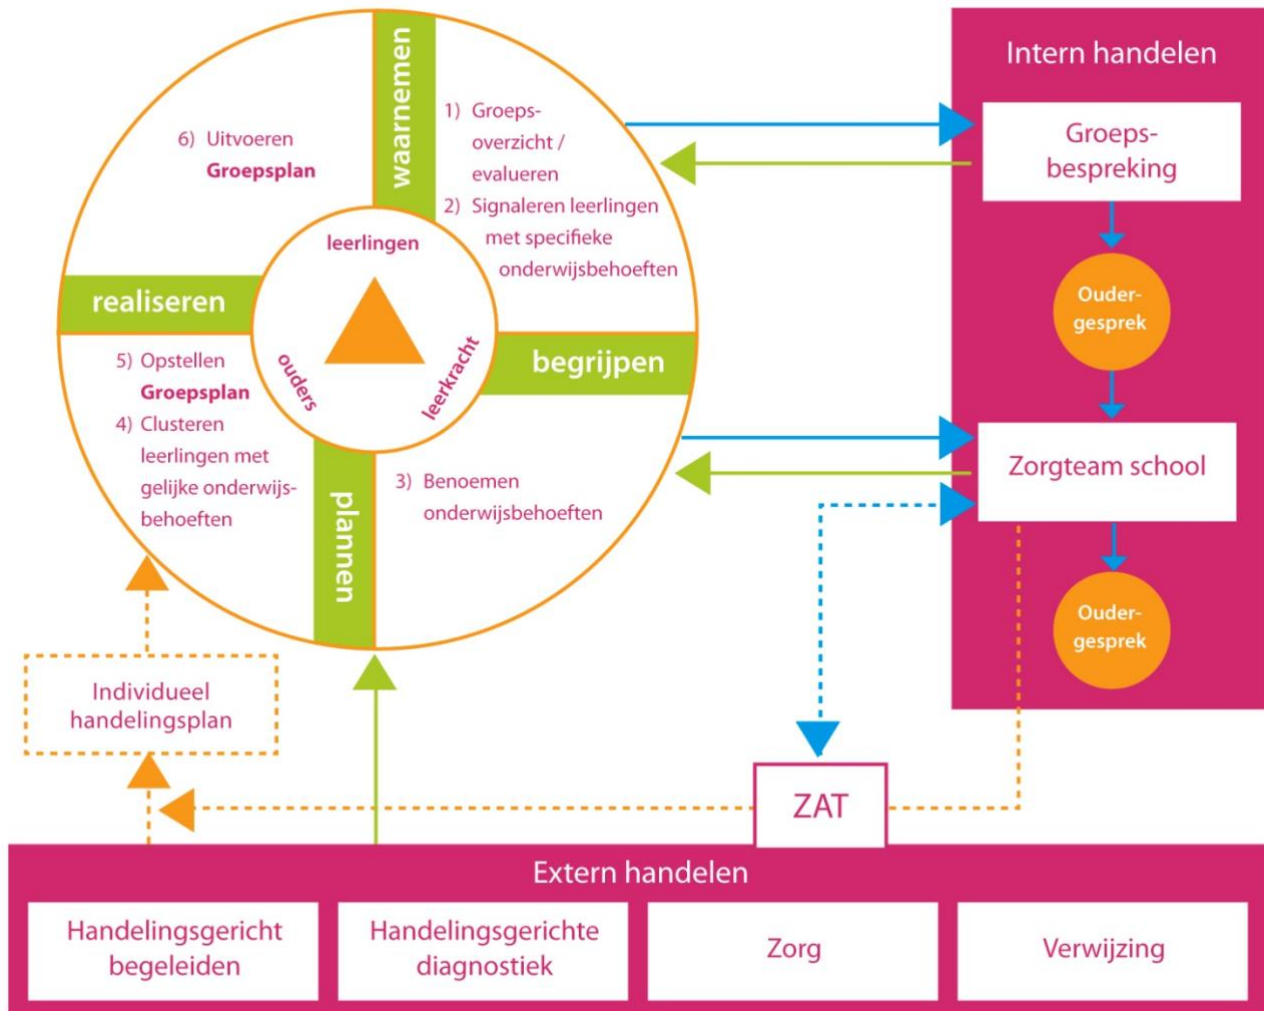 waarnemen
1) Groeps-
overzicht /
evalueren
2) Signaleren leerlingen
met specifieke
onderwijsbehoeften
begrijpen
3) Benoemen
onderwijsbehoeften
plannen
5) Opstellen
Groepsplan
4) Clusteren
leerlingen met
gelijke onderwijs-
behoeften
realiseren
6) Uitvoeren
Groepsplan
leerlingen
leerkracht
ouders
Intern handelen
Groeps-
bespreking
Ouder-
gesprek
Zorgteam school
Ouder-
gesprek
Individueel
handelingsplan
ZAT
Extern handelen
Handelingsgericht
begeleiden
Handelingsgerichte
diagnostiek
Zorg
Verwijzing